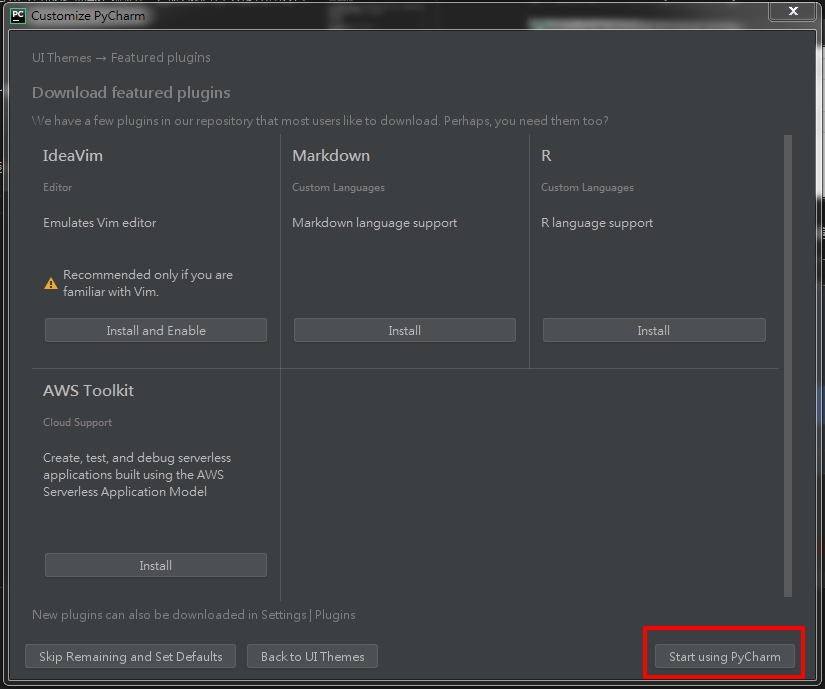 PC Customize PyCharm
UI Themes → Featured plugins
Download featured plugins
We have a few plugins in our repository that most users like to download. Perhaps, you need them too?
IdeaVim
Editor
Emulates Vim editor
Recommended only if you are
familiar with Vim.
Install and Enable
Markdown
Custom Languages
Markdown language support
Install
R
Custom Languages
R language support
Install
AWS Toolkit
Cloud Support
Create, test, and debug serverless
applications built using the AWS
Serverless Application Model
Install
New plugins can also be downloaded in Settings | Plugins
Skip Remaining and Set Defaults
Back to UI Themes
Start using PyCharm